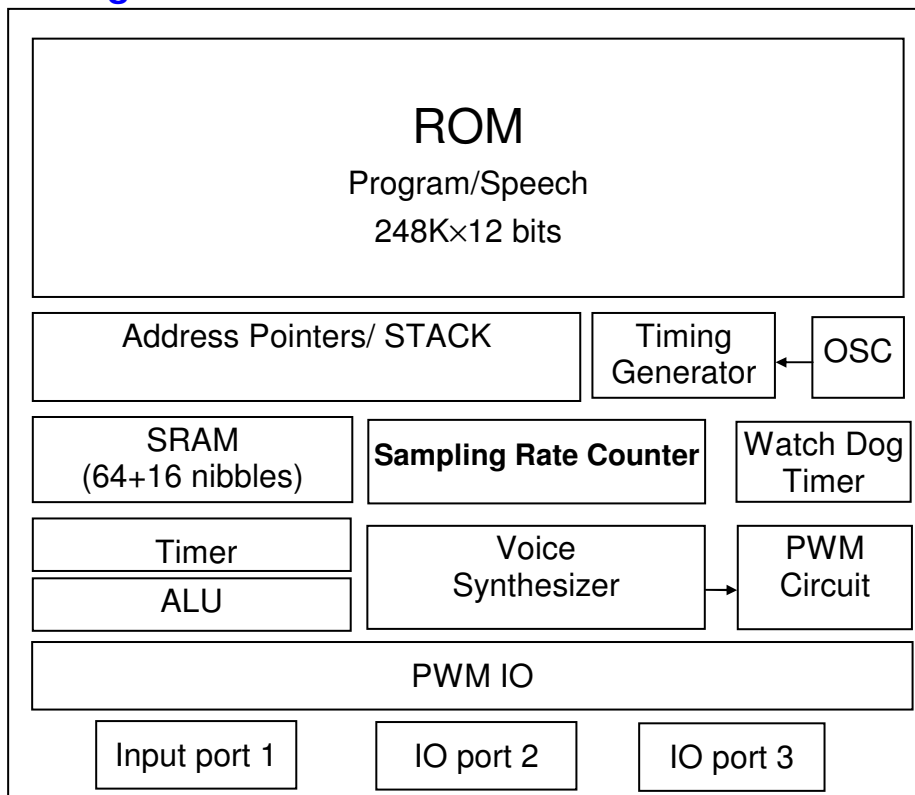 ROM
Program/Speech
248K×12 bits
Address Pointers/ STACK
Timing
Generator
OSC
SRAM
(64+16 nibbles)
Sampling Rate Counter
Watch Dog
Timer
Timer
ALU
Voice
Synthesizer
PWM
Circuit
PWM IO
Input port 1
IO port 2
IO port 3